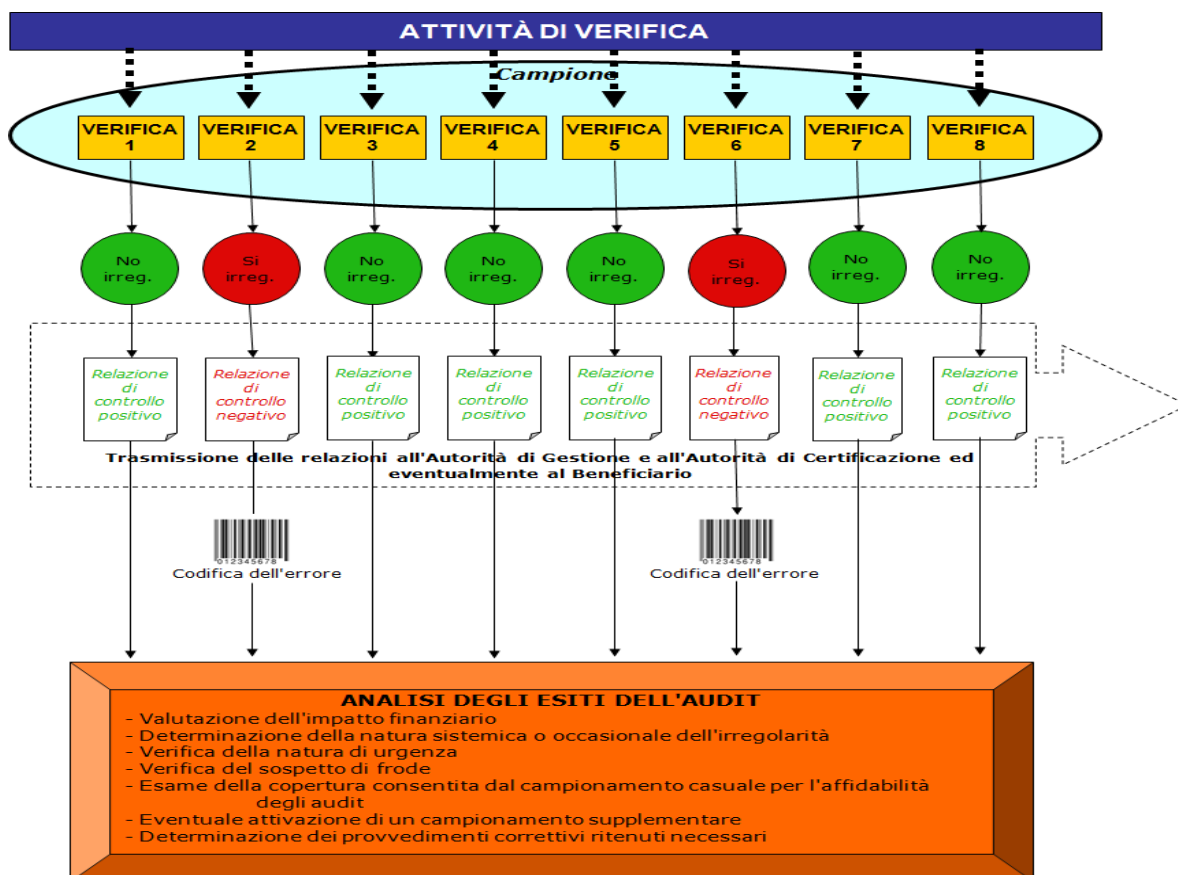 ATTIVITÀ DI VERIFICA
Campione
VERIFICA
1
VERIFICA
2
VERIFICA
3
VERIFICA
4
VERIFICA
5
VERIFICA
6
VERIFICA
7
VERIFICA
8
No
irreg.
Si
irreg.
No
irreg.
No
irreg.
No
irreg.
Si
irreg.
No
irreg.
No
irreg.
Relazione
di
controllo
positivo
Relazione
di
controllo
negativo
Relazione
di
controllo
positivo
Relazione
di
controllo
positivo
Relazione
di
controllo
positivo
Relazione
di
controllo
negativo
Relazione
di
controllo
positivo
Relazione
di
controllo
positivo
Trasmissione delle relazioni all'Autorità di Gestione e all'Autorità di Certificazione ed
eventualmente al Beneficiario
012345678
Codifica dell'errore
012345678
Codifica dell'errore
ANALISI DEGLI ESITI DELL'AUDIT
- Valutazione dell'impatto finanziario
- Determinazione della natura sistemica o occasionale dell'irregolarità
- Verifica della natura di urgenza
- Verifica del sospetto di frode
- Esame della copertura consentita dal campionamento casuale per l'affidabilità
degli audit
- Eventuale attivazione di un campionamento supplementare
- Determinazione dei provvedimenti correttivi ritenuti necessari